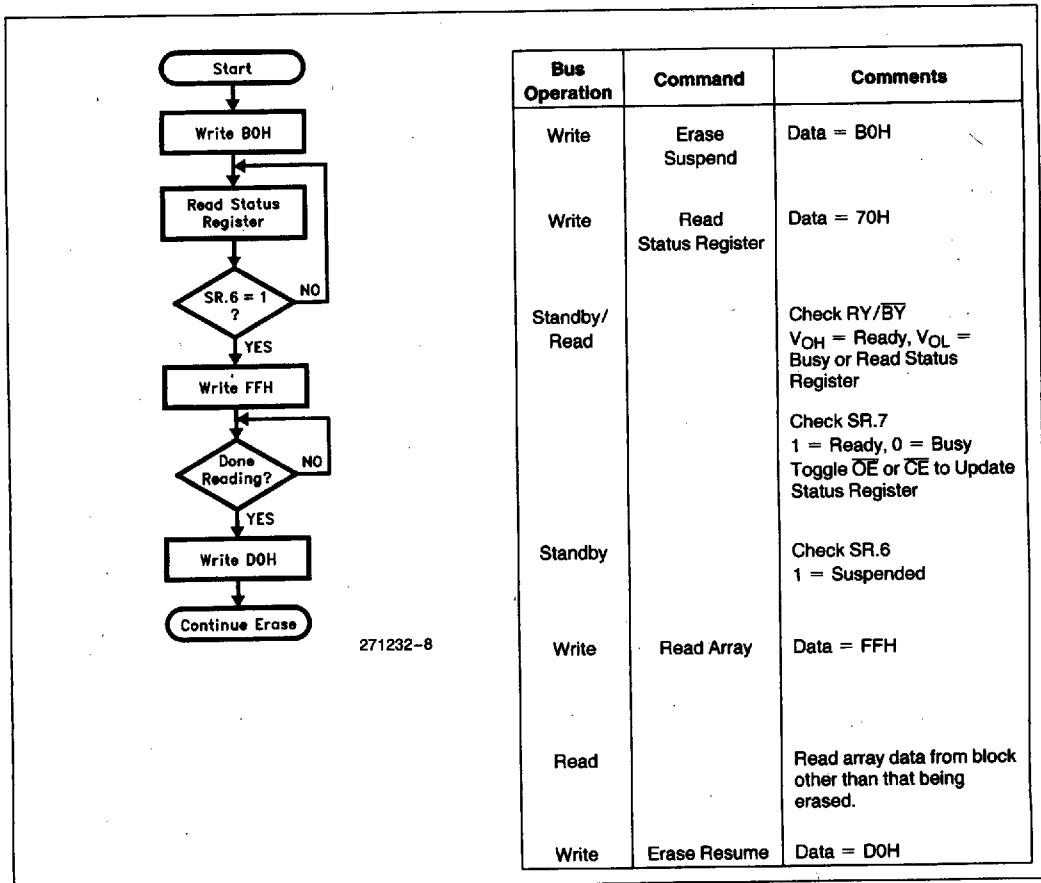 Start
Write B0H
Read Status
Register
SR.6 = 1
?
NO
YES
Write FFH
Done
Reading?
NO
YES
Write D0H
Continue Erase
271232-8
Bus
Operation
Command
Comments
Write
Erase
Suspend
Data = B0H
Write
Read
Status Register
Data = 70H
Standby/
Read
Check RY/B̅Y̅
VOH = Ready, VOL =
Busy or Read Status
Register
Check SR.7
1 = Ready, 0 = Busy
Toggle O̅E̅ or C̅E̅ to Update
Status Register
Standby
Check SR.6
1 = Suspended
Write
Read Array
Data = FFH
Read
Read array data from block
other than that being
erased.
Write
Erase Resume
Data = D0H